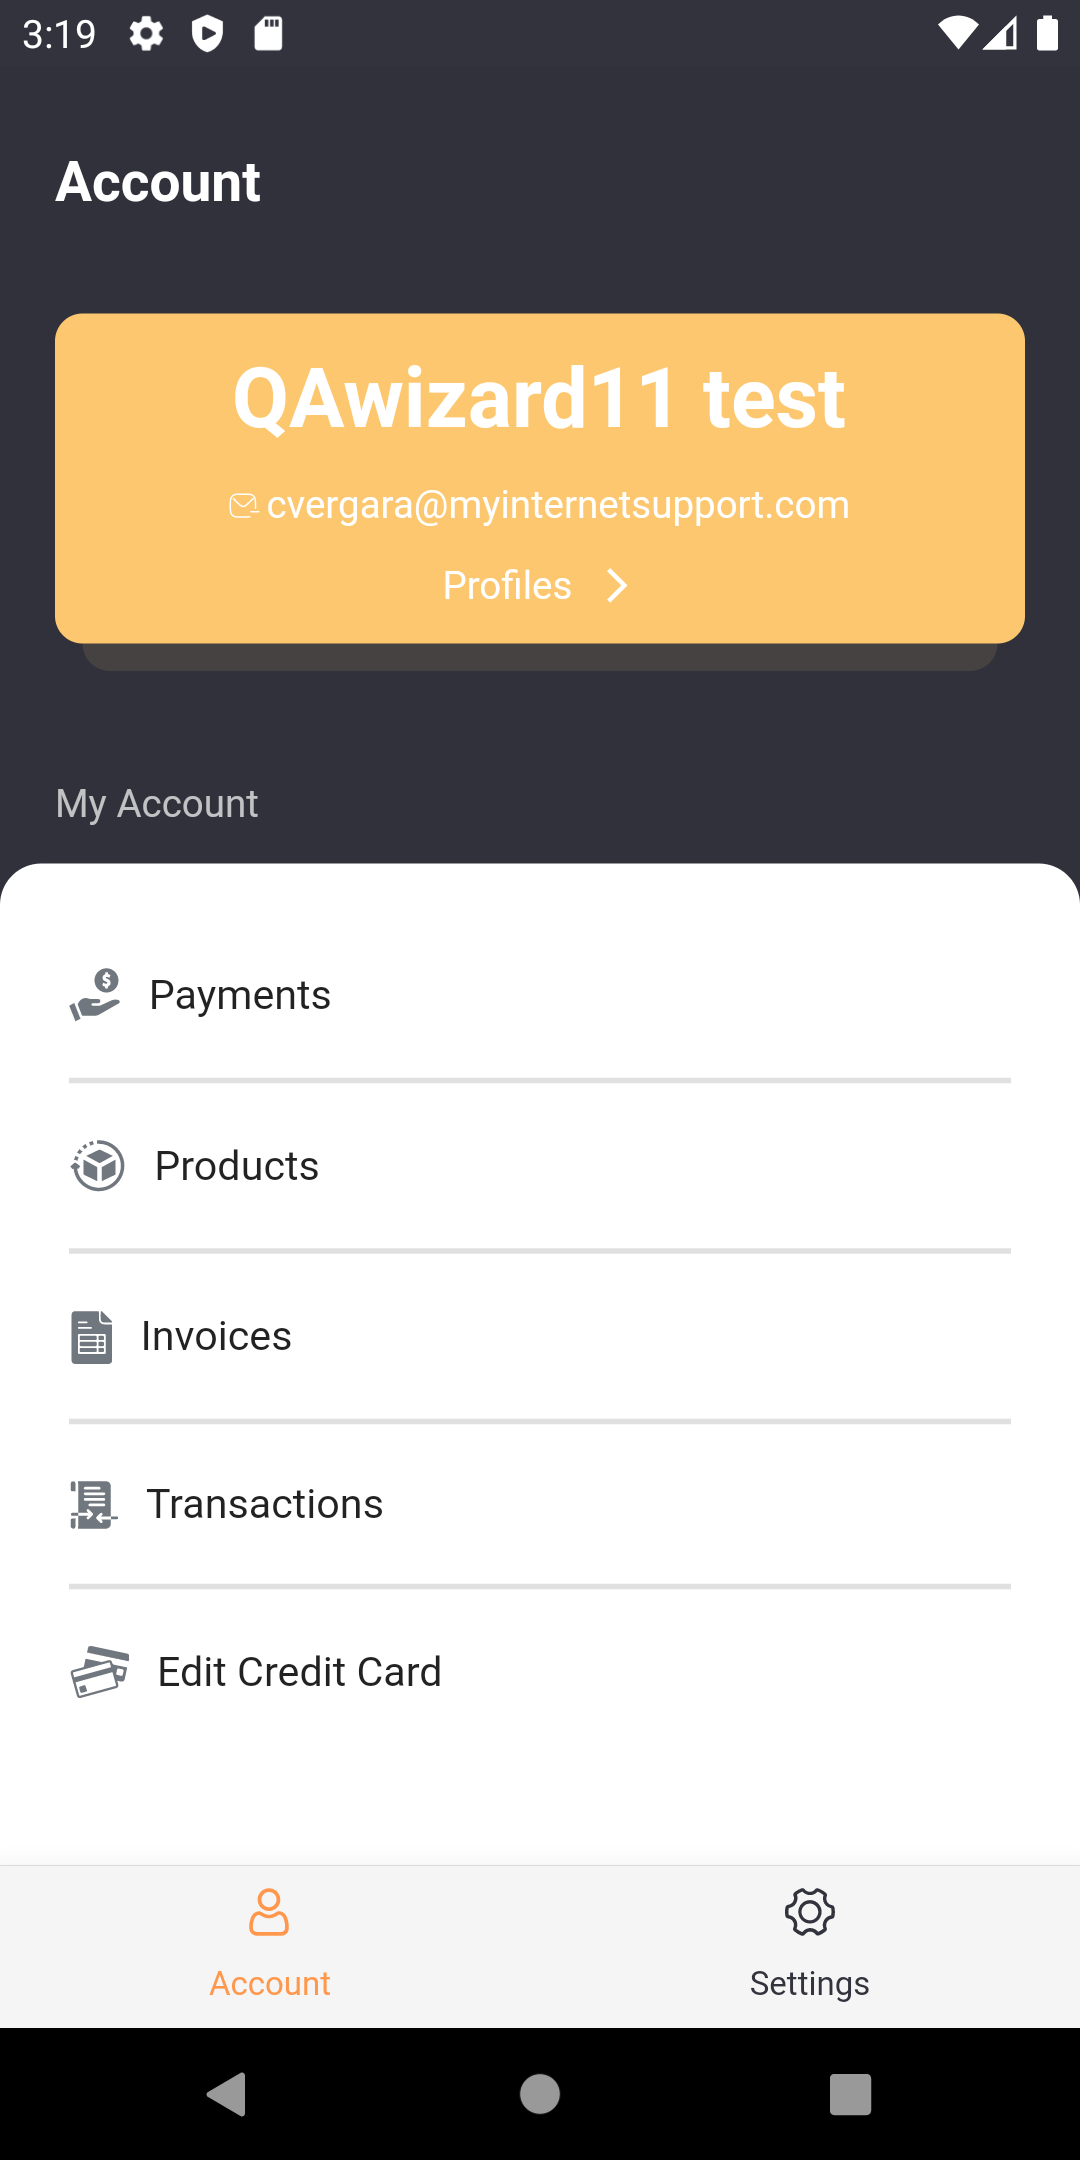 3:19
Account
QAwizard11 test
cvergara@myinternetsupport.com
Profiles
My Account
Payments
Products
Invoices
Transactions
Edit Credit Card
Account
Settings